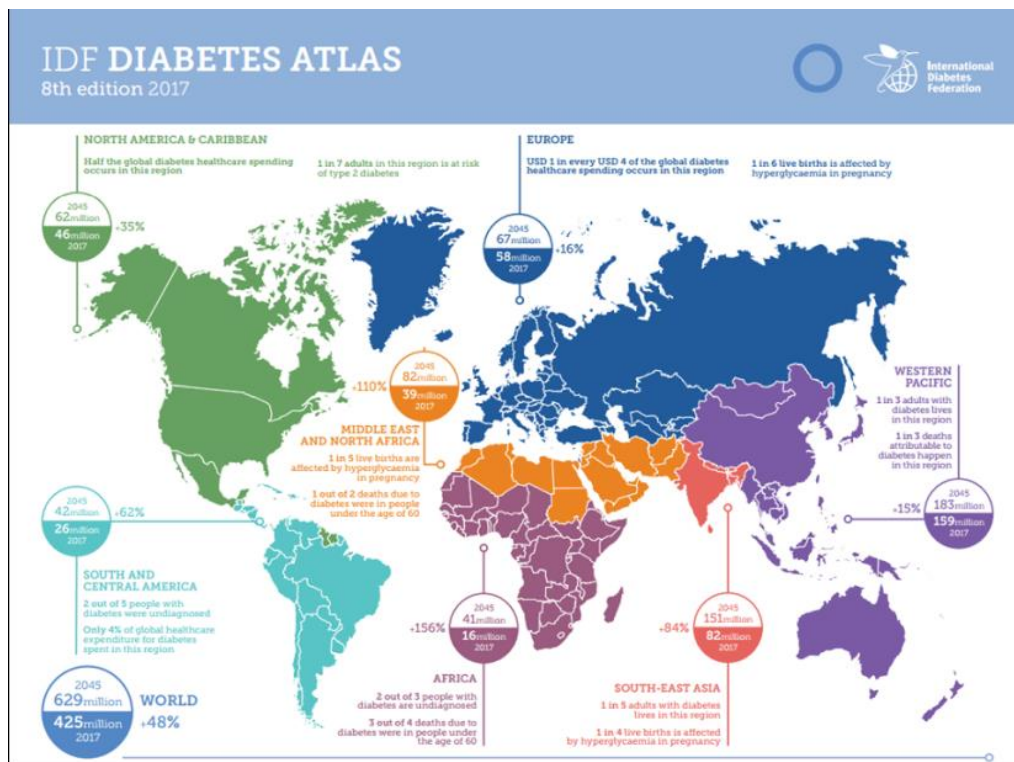 IDF DIABETES ATLAS
8th edition 2017
International
Diabetes
Federation
NORTH AMERICA & CARIBBEAN
Half the global diabetes healthcare spending
occurs in this region
1 in 7 adults in this region is at risk
of type 2 diabetes
2045
62million
46million
2017
+35%
EUROPE
USD 1 in every USD 4 of the global diabetes
healthcare spending occurs in this region
1 in 6 live births is affected by
hyperglycaemia in pregnancy
2045
67million
58million
2017
+16%
2045
82million
39million
2017
+110%
MIDDLE EAST
AND NORTH AFRICA
1 in 5 live births are
affected by hyperglycaemia
in pregnancy
1 out of 2 deaths due to
diabetes were in people
under the age of 60
WESTERN
PACIFIC
1 in 3 adults with
diabetes lives
in this region
1 in 3 deaths
attributable to
diabetes happen
in this region
+15%
2045
183million
159million
2017
2045
42million
26million
2017
+62%
SOUTH AND
CENTRAL AMERICA
2 out of 5 people with
diabetes were undiagnosed
Only 4% of global healthcare
expenditure for diabetes
spent in this region
+156%
2045
41million
16million
2017
AFRICA
2 out of 3 people with
diabetes are undiagnosed
3 out of 4 deaths due to
diabetes were in people under
the age of 60
+84%
2045
151million
82million
2017
SOUTH-EAST ASIA
1 in 5 adults with diabetes
lives in this region
1 in 4 live births is affected
by hyperglycaemia in pregnancy
2045
629million
425million
2017
WORLD
+48%